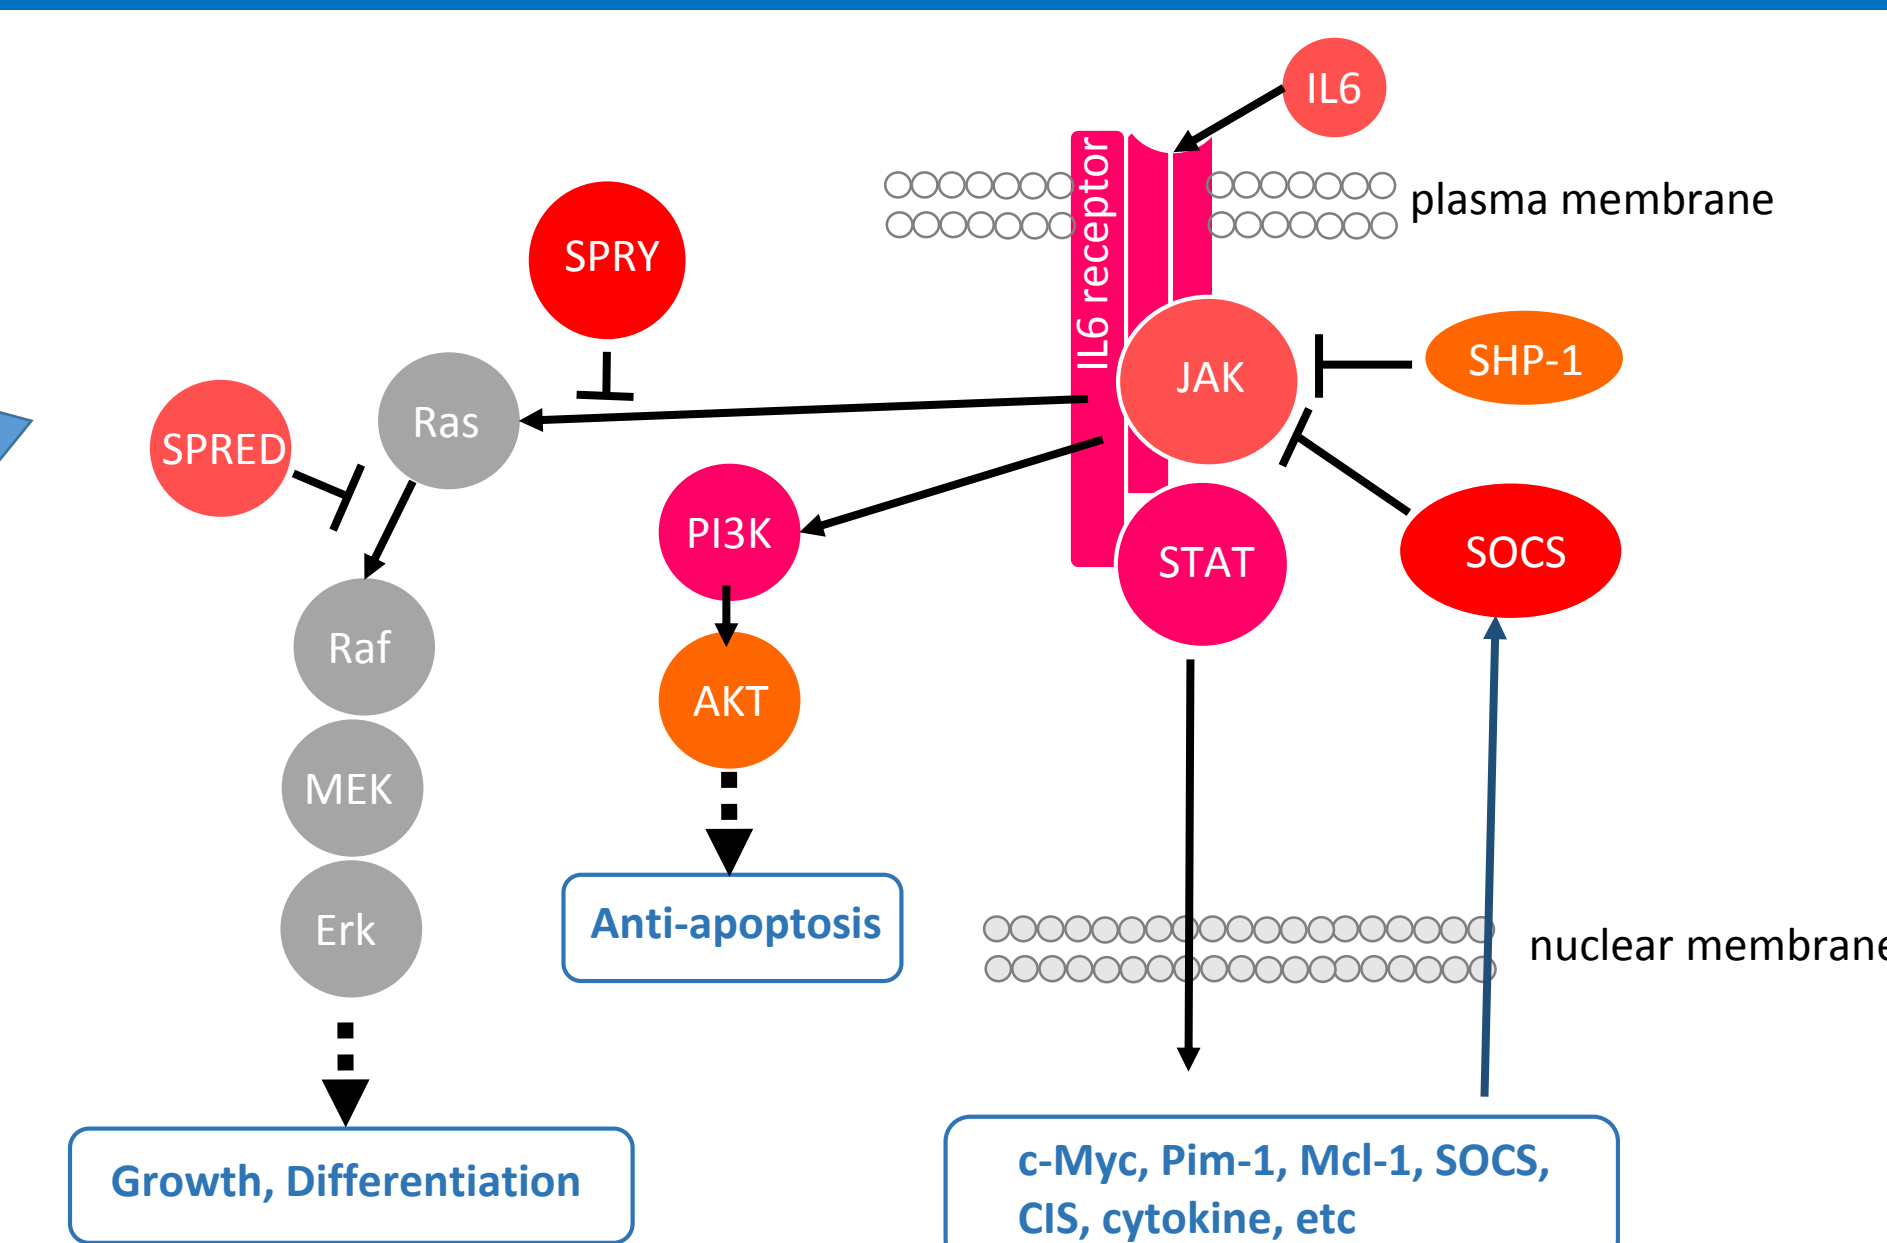 IL6
plasma membrane
IL6 receptor
SPRY
JAK
SHP-1
Ras
SPRED
PI3K
STAT
SOCS
Raf
AKT
MEK
Erk
Anti-apoptosis
nuclear membrane
Growth, Differentiation
c-Myc, Pim-1, Mcl-1, SOCS,
CIS, cytokine, etc